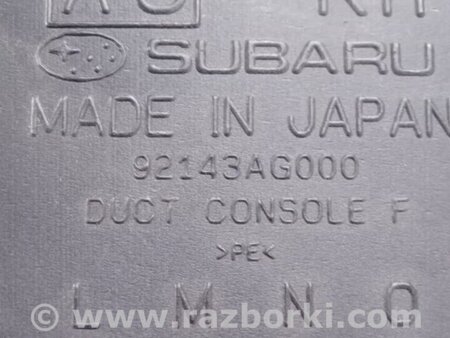 SUBARU
MADE IN JAPAN
92143AG000
DUCT CONSOLE F
>PE<
L M N O
© www.razborki.com